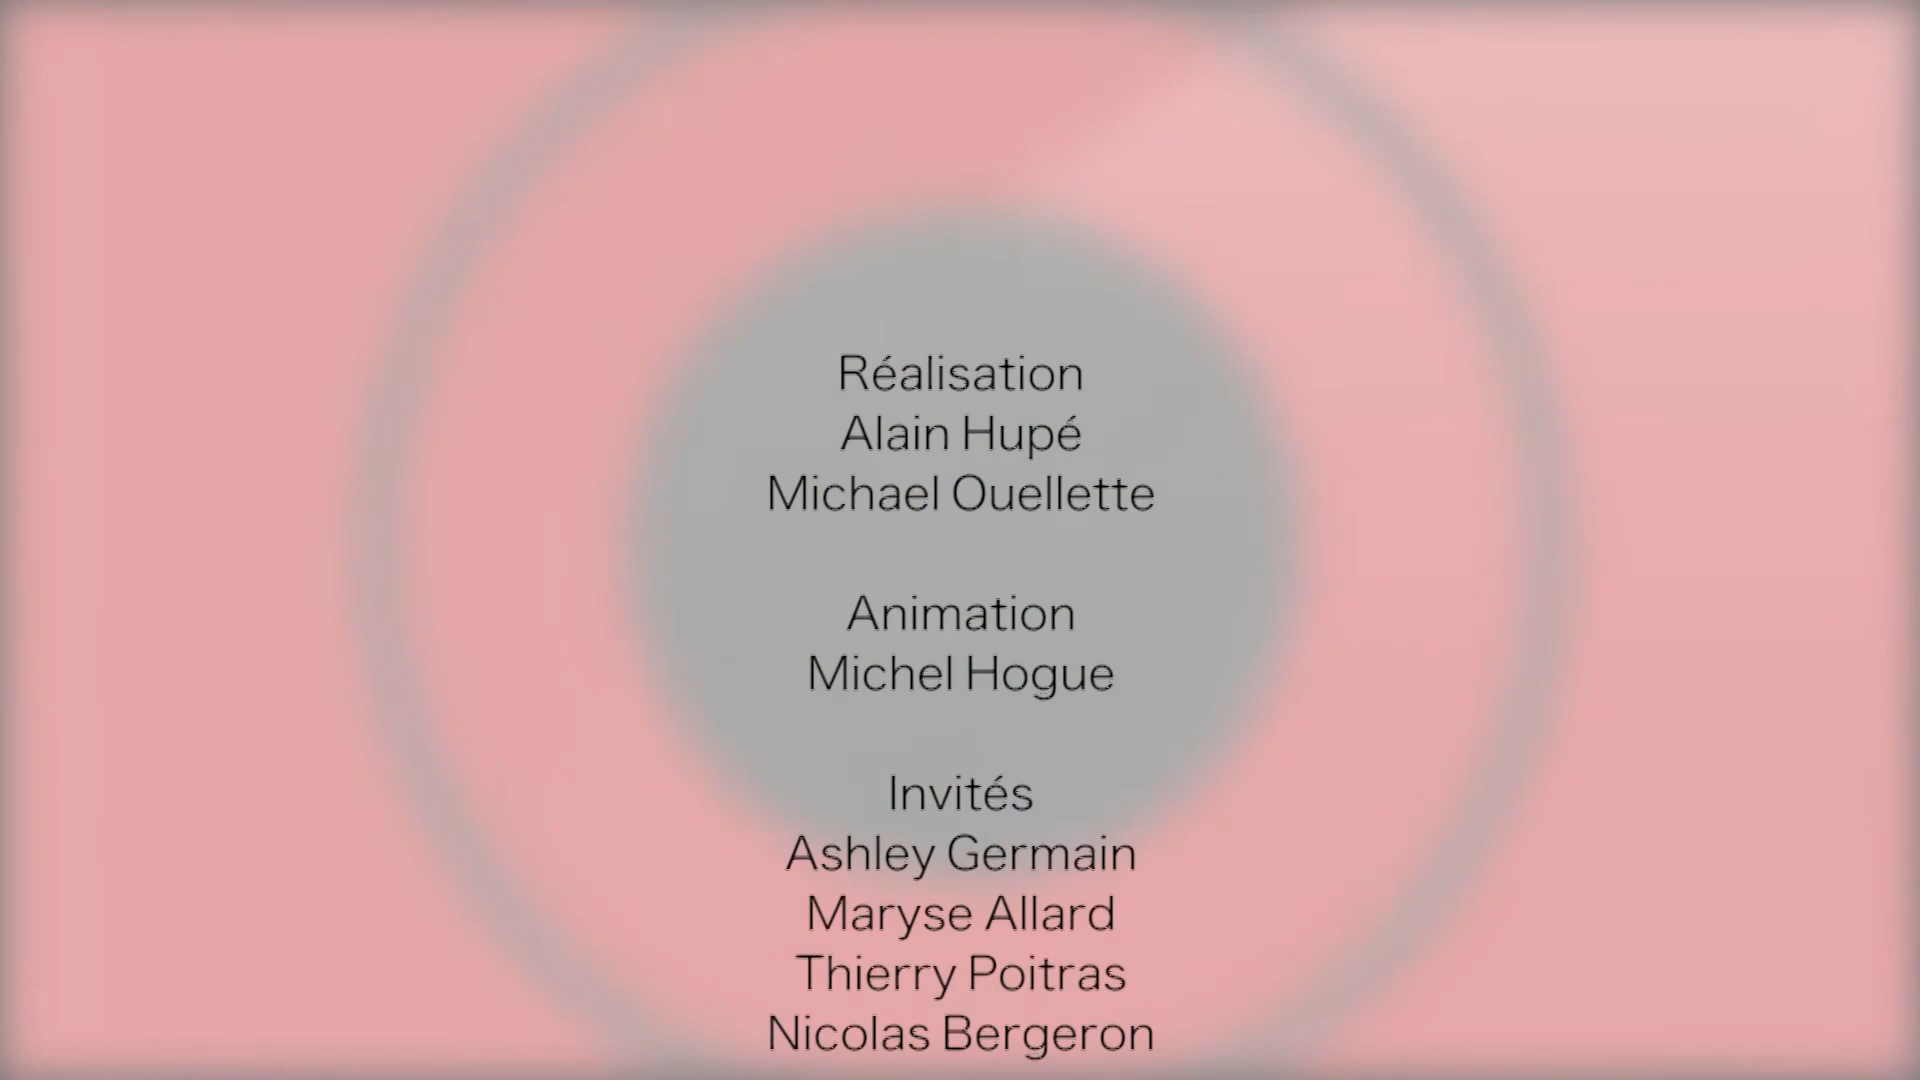 Réalisation
Alain Hupé
Michael Ouellette
Animation
Michel Hogue
Invités
Ashley Germain
Maryse Allard
Thierry Poitras
Nicolas Bergeron